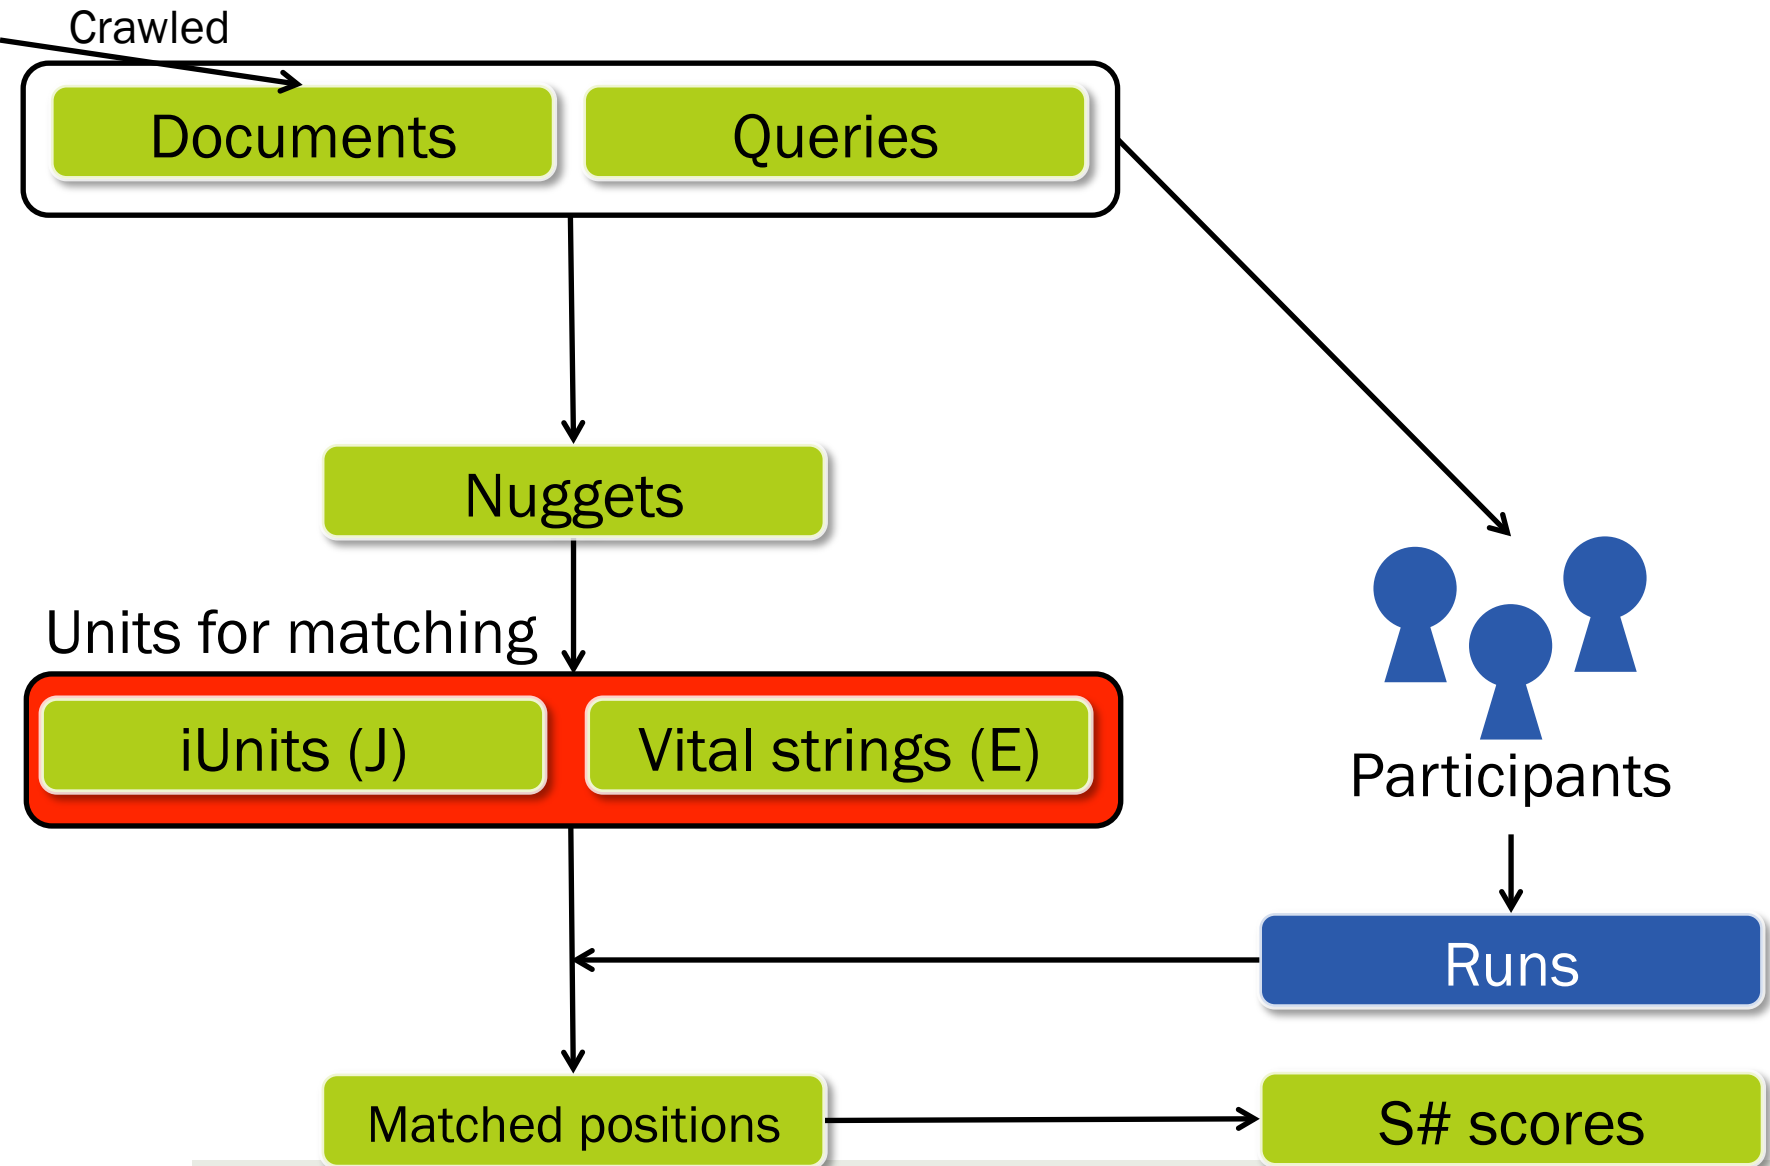 Crawled
Documents
Queries
Nuggets
Units for matching
iUnits (J)
Vital strings (E)
Participants
Runs
Matched positions
S# scores